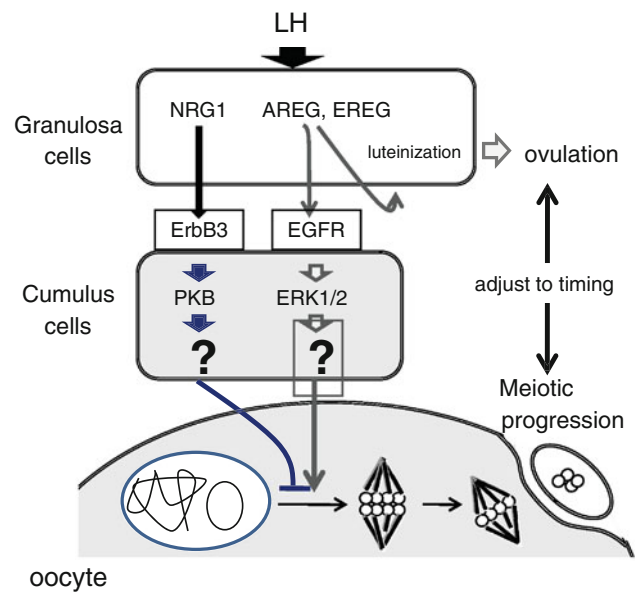 LH
NRG1
AREG, EREG
Granulosa
cells
luteinization
ovulation
ErbB3
EGFR
adjust to timing
Cumulus
cells
PKB
ERK1/2
?
?
Meiotic
progression
oocyte